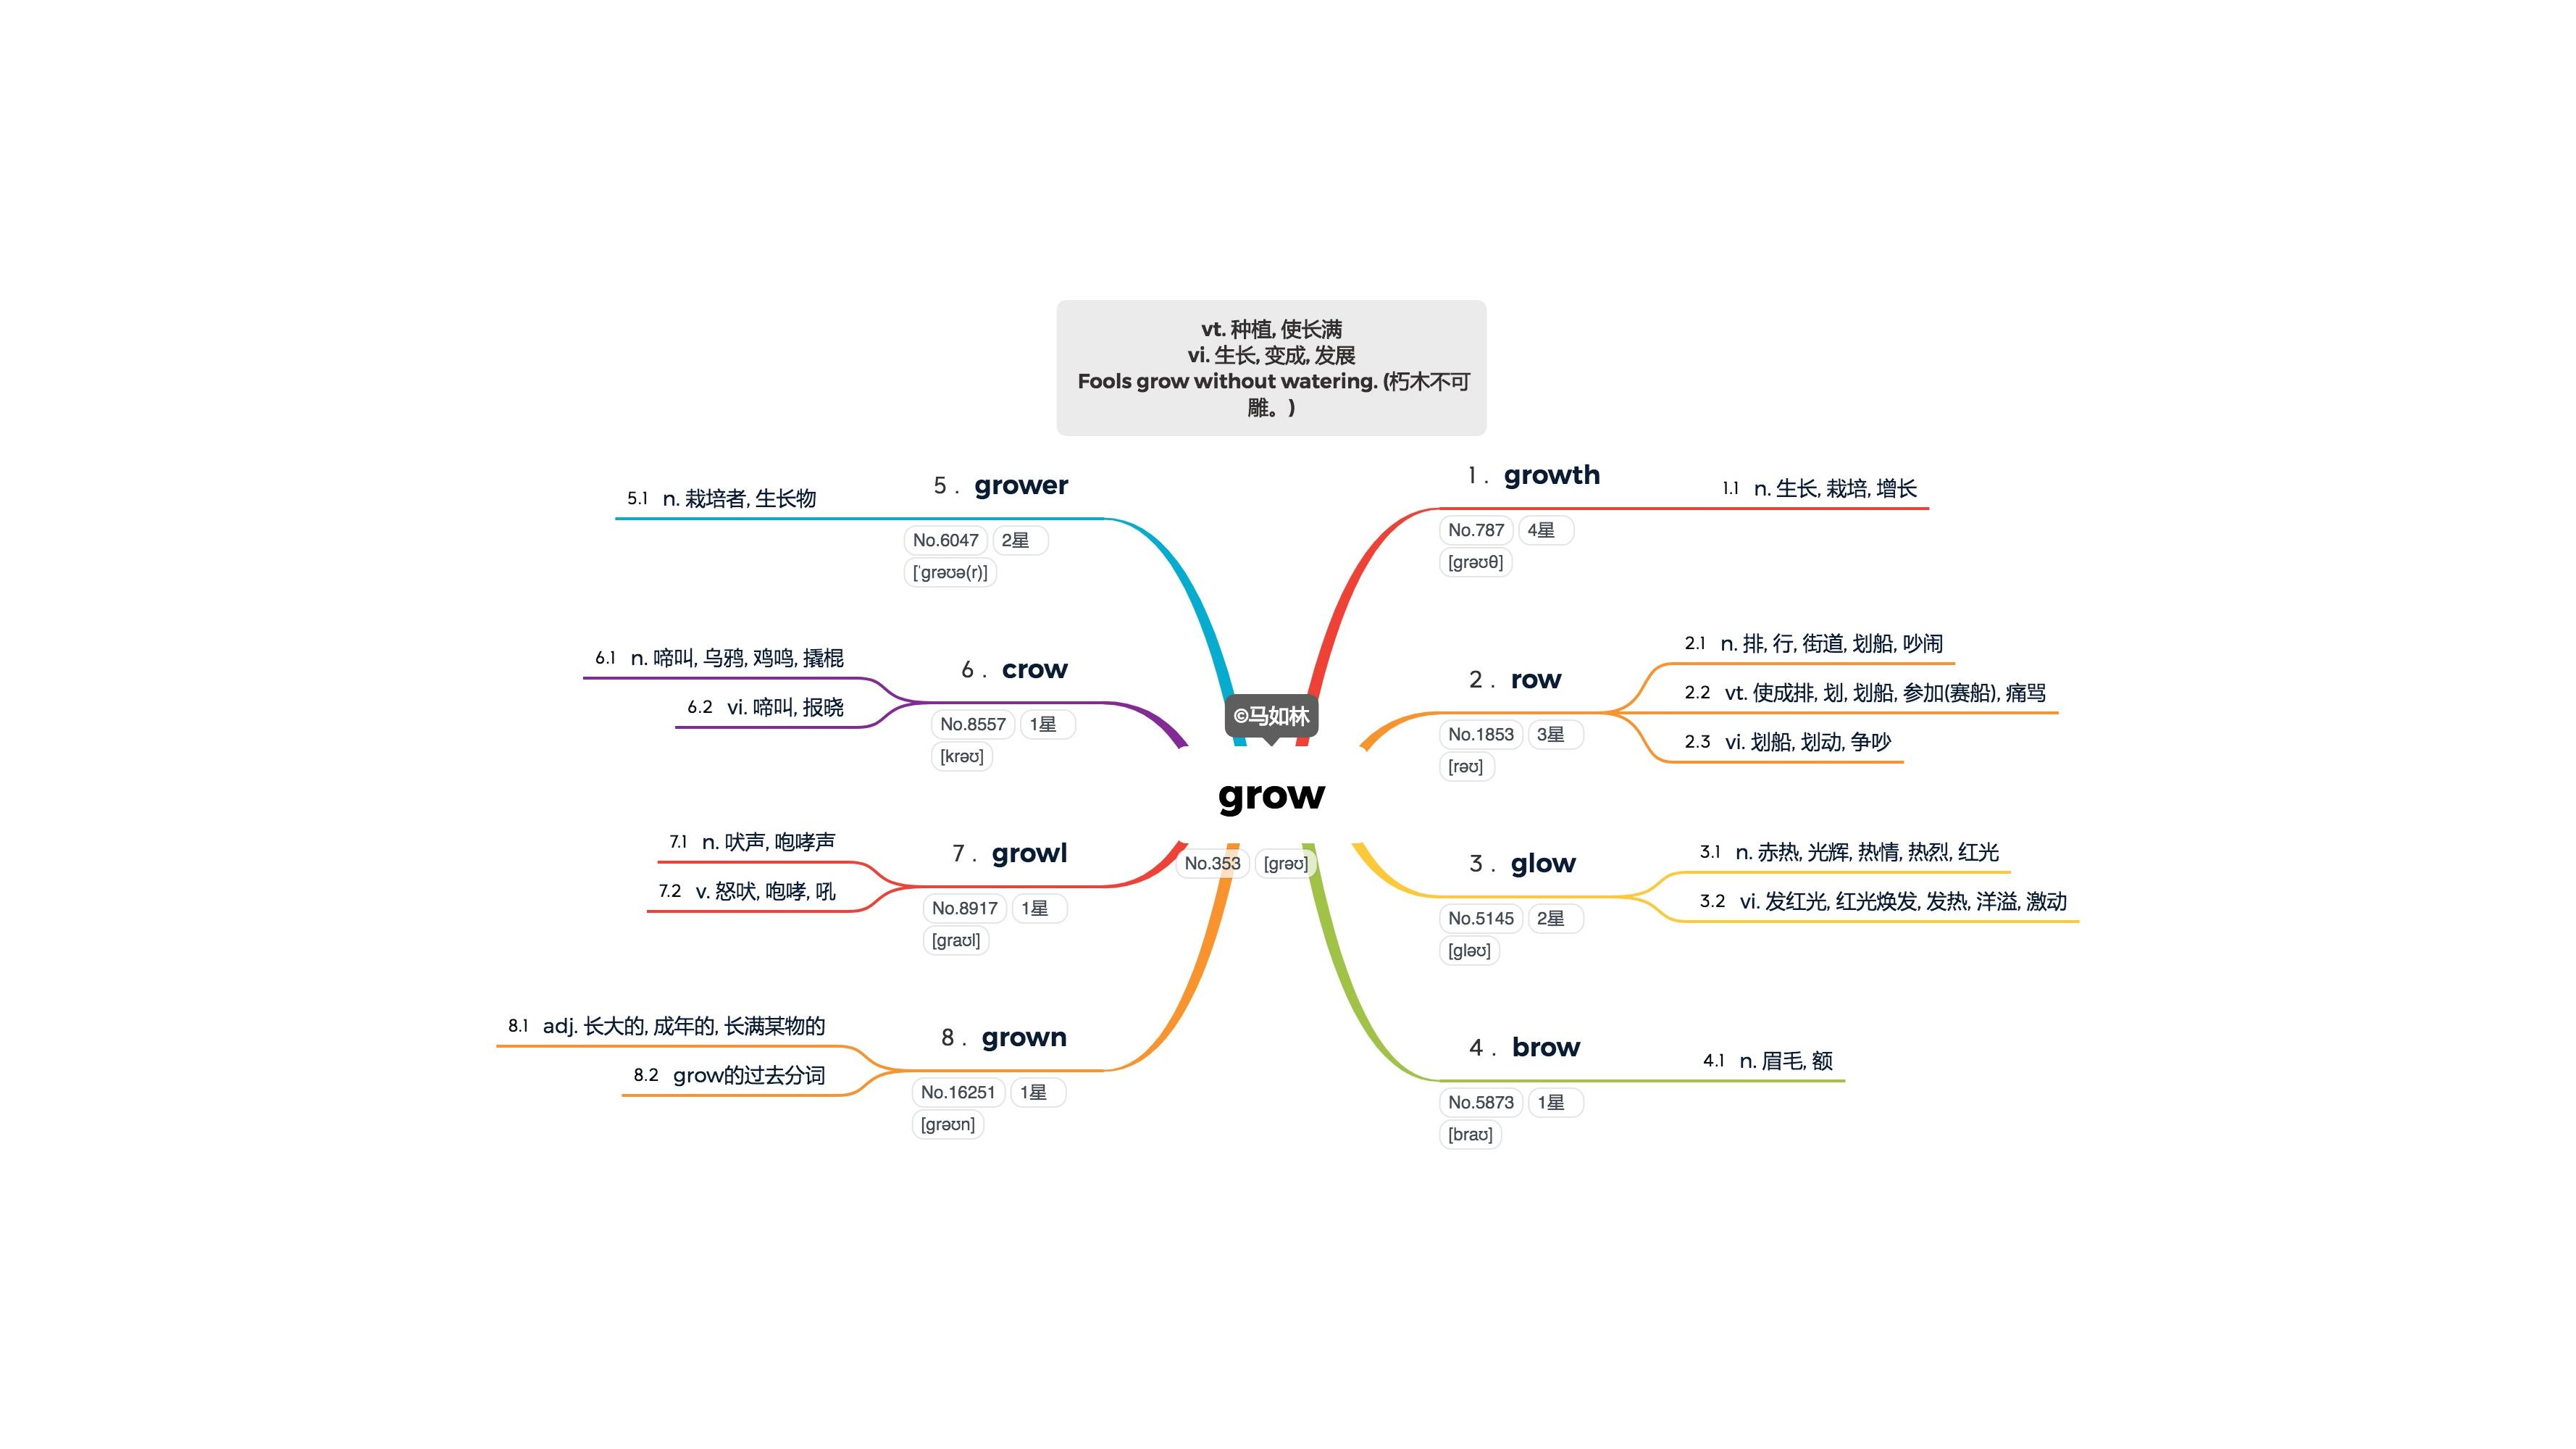 vt. 种植, 使长满
vi. 生长, 变成, 发展
Fools grow without watering. (朽木不可
雕。)
©马如林
grow
No.353 [grəʊ]
1. growth
No.787 4星
[grəʊθ]
1.1 n. 生长, 栽培, 增长
2. row
No.1853 3星
[rəʊ]
2.1 n. 排, 行, 街道, 划船, 吵闹
2.2 vt. 使成排, 划, 划船, 参加(赛船), 痛骂
2.3 vi. 划船, 划动, 争吵
3. glow
No.5145 2星
[gləʊ]
3.1 n. 赤热, 光辉, 热情, 热烈, 红光
3.2 vi. 发红光, 红光焕发, 发热, 洋溢, 激动
4. brow
No.5873 1星
[braʊ]
4.1 n. 眉毛, 额
5. grower
No.6047 2星
[ˈgrəʊə(r)]
5.1 n. 栽培者, 生长物
6. crow
No.8557 1星
[krəʊ]
6.1 n. 啼叫, 乌鸦, 鸡鸣, 撬棍
6.2 vi. 啼叫, 报晓
7. growl
No.8917 1星
[graʊl]
7.1 n. 吠声, 咆哮声
7.2 v. 怒吠, 咆哮, 吼
8. grown
No.16251 1星
[grəʊn]
8.1 adj. 长大的, 成年的, 长满某物的
8.2 grow的过去分词